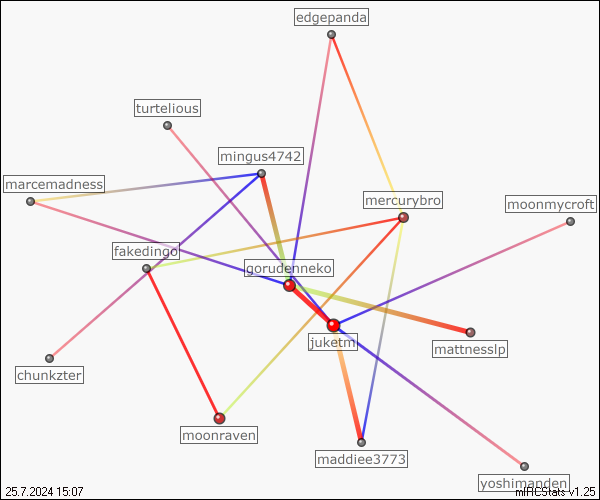 edgepanda
turtelious
mingus4742
marcemadness
mercurybro
moonmycroft
fakedingo
gorudenneko
juketm
mattnesslp
chunkzter
moonraven
maddiee3773
yoshimanden
25.7.2024 15:07
mIRCStats v1.25